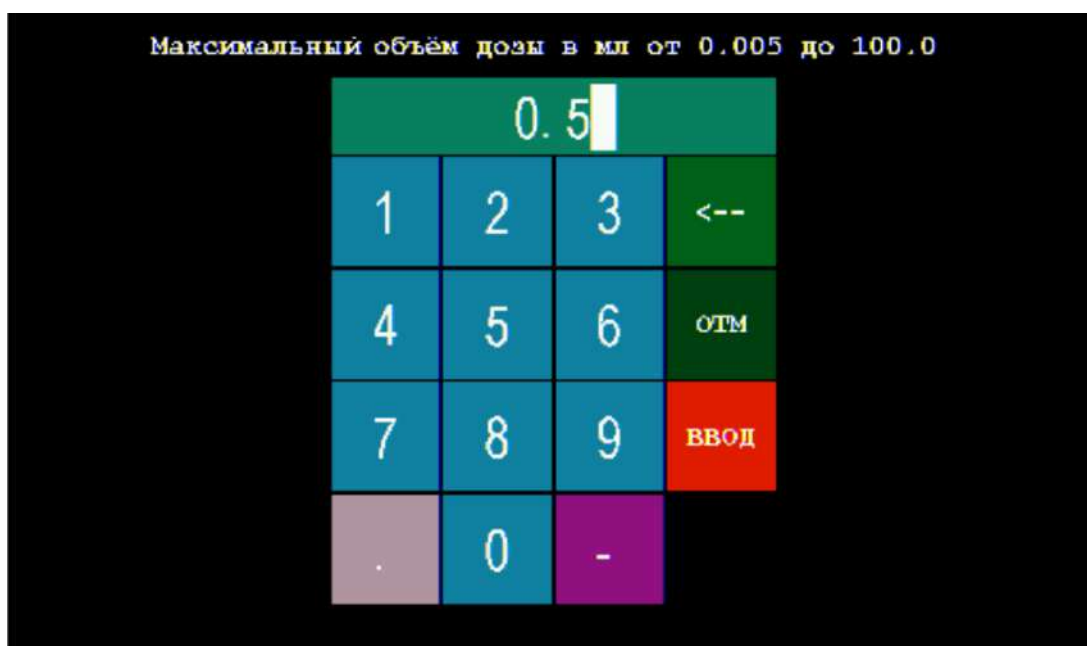 Максимальный объём дозы в мл от 0.005 до 100.0
0.5
1 2 3 <--
4 5 6 ОТМ
7 8 9 ВВОД
. 0 -